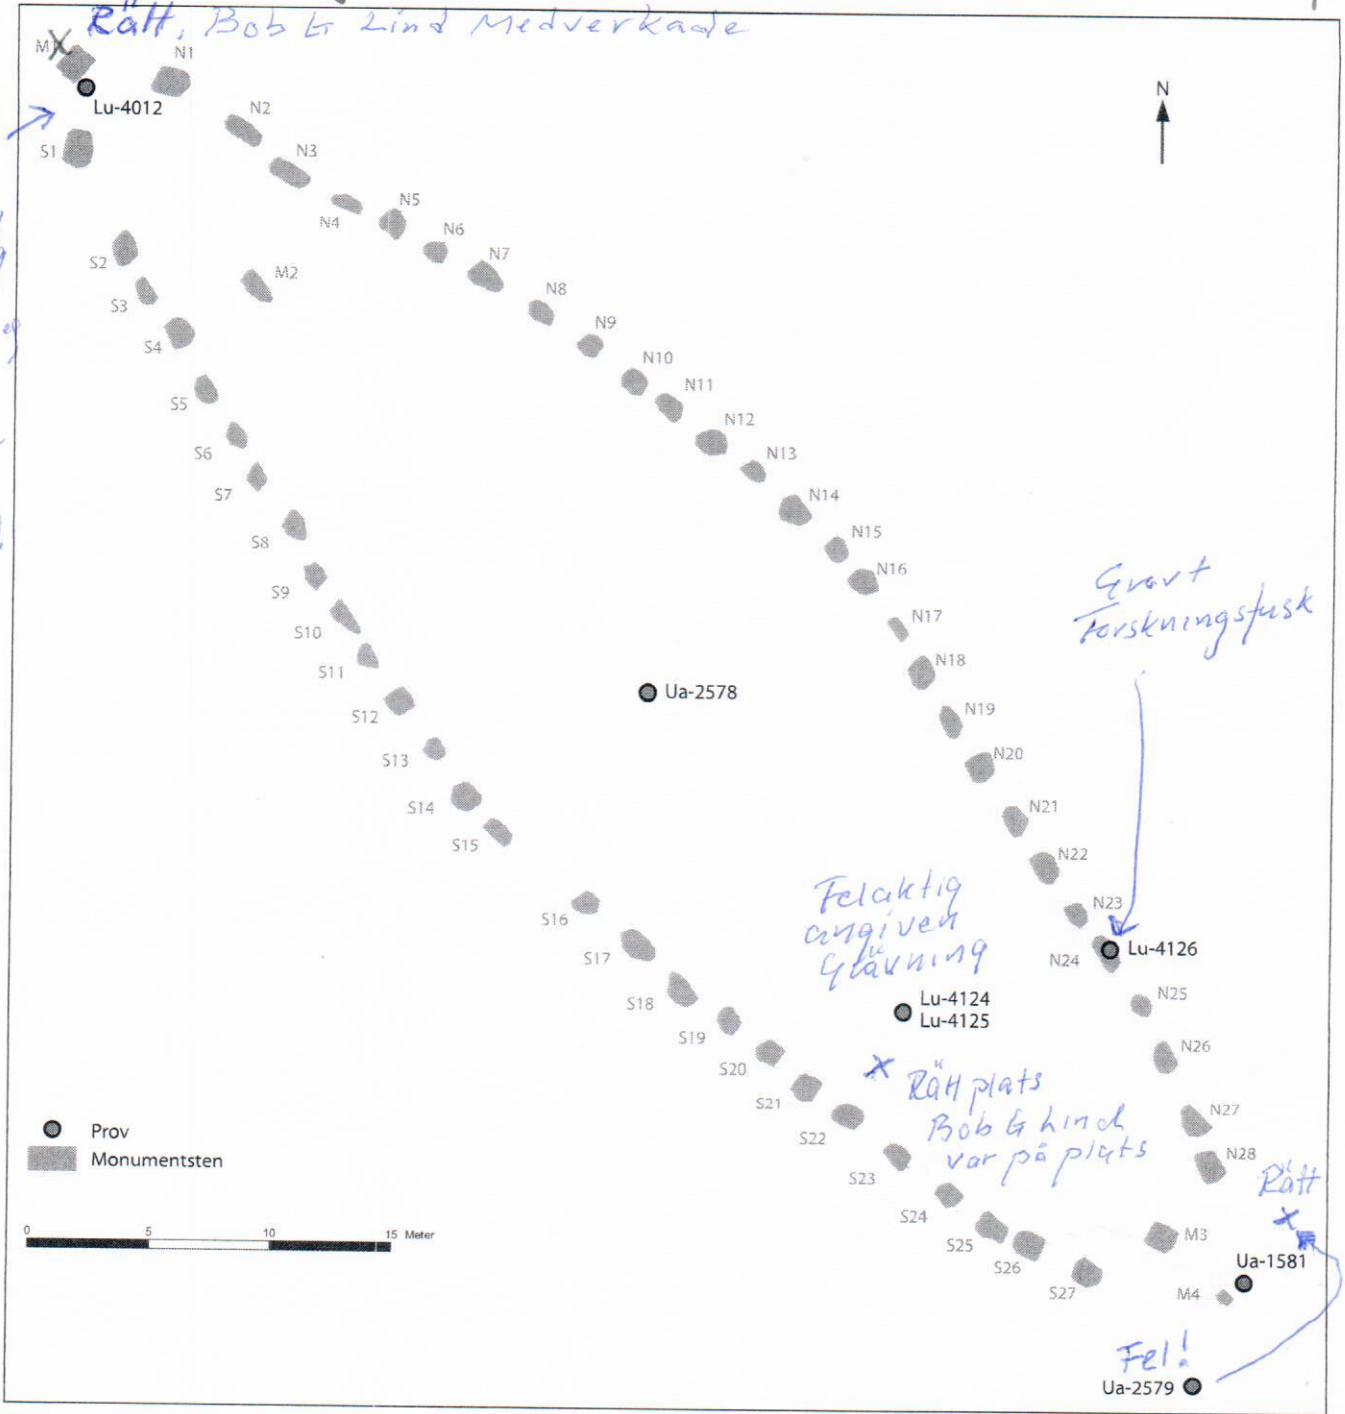 Rätt, Bob G Lind Medverkade
M1
N1
Lu-4012
S1
N2
N3
N4
N5
N6
N7
N8
N9
N10
N11
N12
N13
N14
N15
N16
N17
N18
N19
N20
N21
N22
N23
N24
N25
N26
N27
N28
N
S2
M2
S3
S4
S5
S6
S7
S8
S9
S10
S11
S12
S13
S14
S15
S16
S17
S18
S19
S20
S21
S22
S23
S24
S25
S26
S27
Ua-2578
Gravt
Forskningsfusk
Felaktig
angiven
Grävning
Lu-4126
Lu-4124
Lu-4125
Rätt plats
Bob G Lind
var på plats
Rätt
M3
Ua-1581
M4
Fel!
Ua-2579
Prov
Monumentsten
0 5 10 15 Meter